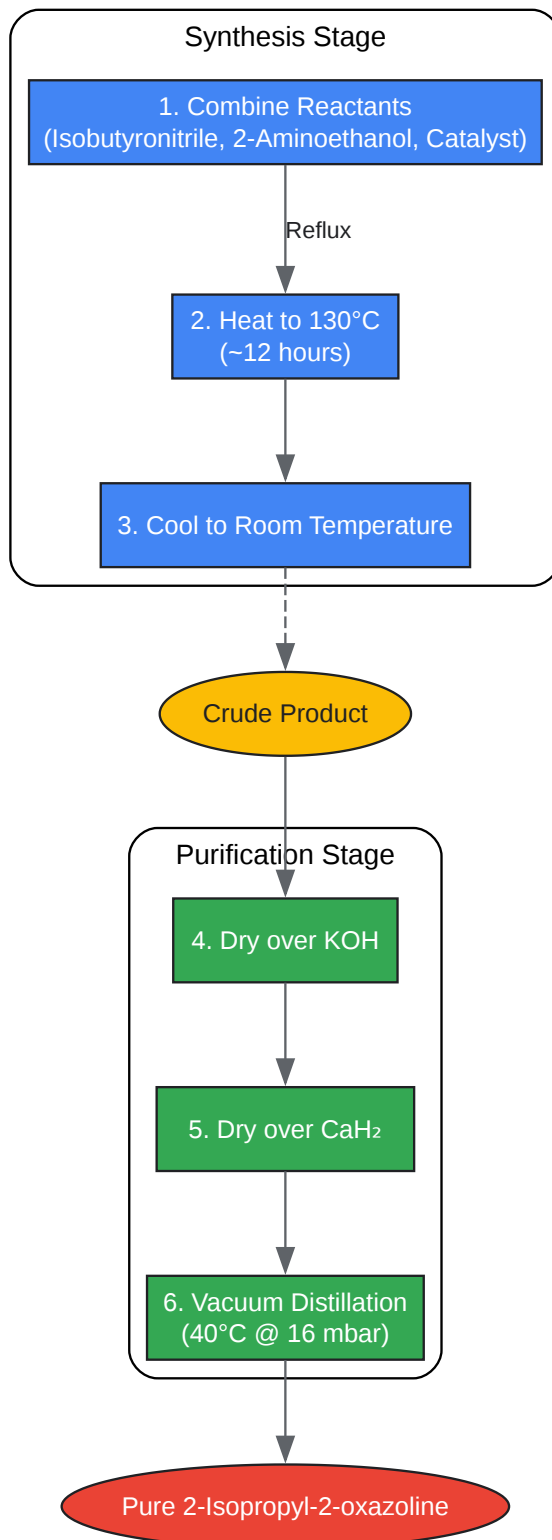 Synthesis Stage
1. Combine Reactants
(Isobutyronitrile, 2-Aminoethanol, Catalyst)
Reflux
2. Heat to 130°C
(~12 hours)
3. Cool to Room Temperature
Crude Product
Purification Stage
4. Dry over KOH
5. Dry over CaH₂
6. Vacuum Distillation
(40°C @ 16 mbar)
Pure 2-Isopropyl-2-oxazoline